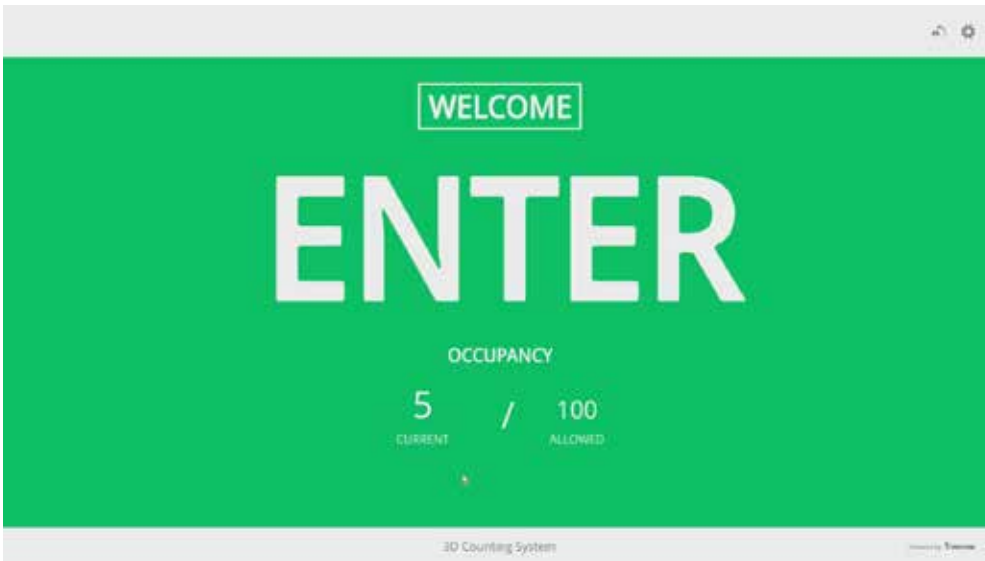 WELCOME
ENTER
OCCUPANCY
5 / 100
CURRENT ALLOWED
3D Counting System